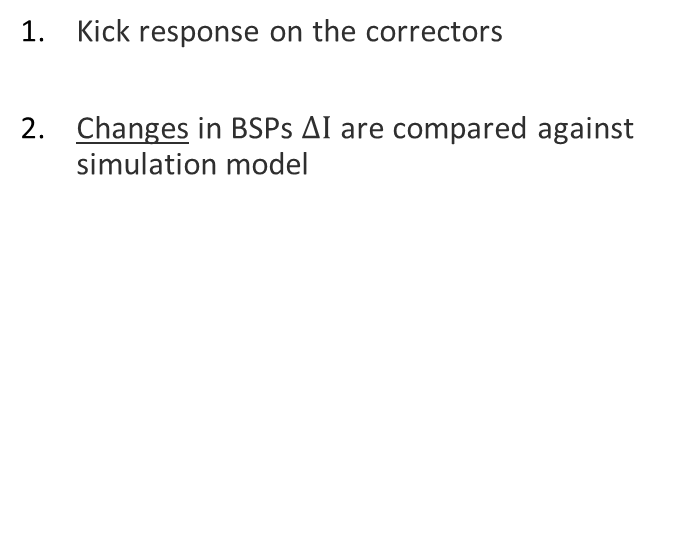 1. Kick response on the correctors
2. Changes in BSPs ΔI are compared against
simulation model